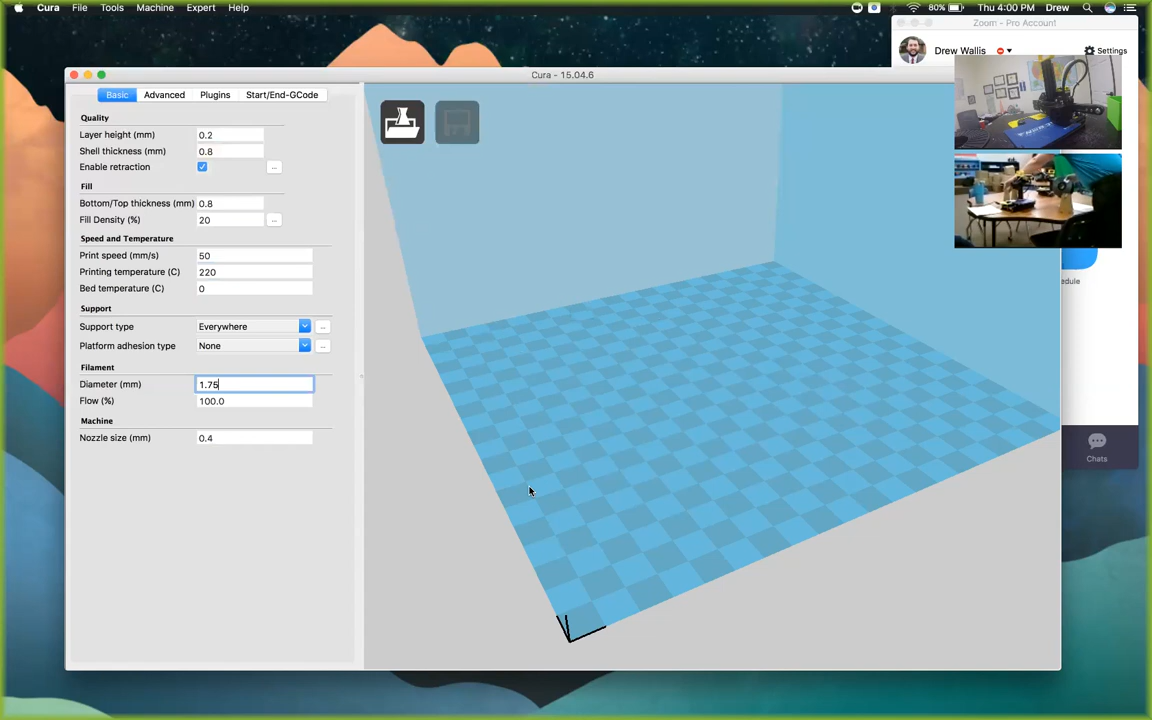 Cura File Tools Machine Expert Help
80% Thu 4:00 PM Drew
Zoom - Pro Account
Drew Wallis
Settings
Cura - 15.04.6
Basic Advanced Plugins Start/End-GCode
Quality
Layer height (mm) 0.2
Shell thickness (mm) 0.8
Enable retraction ...
Fill
Bottom/Top thickness (mm) 0.8
Fill Density (%) 20 ...
Speed and Temperature
Print speed (mm/s) 50
Printing temperature (C) 220
Bed temperature (C) 0
Support
Support type Everywhere ...
Platform adhesion type None ...
Filament
Diameter (mm) 1.75
Flow (%) 100.0
Machine
Nozzle size (mm) 0.4
edule
Chats